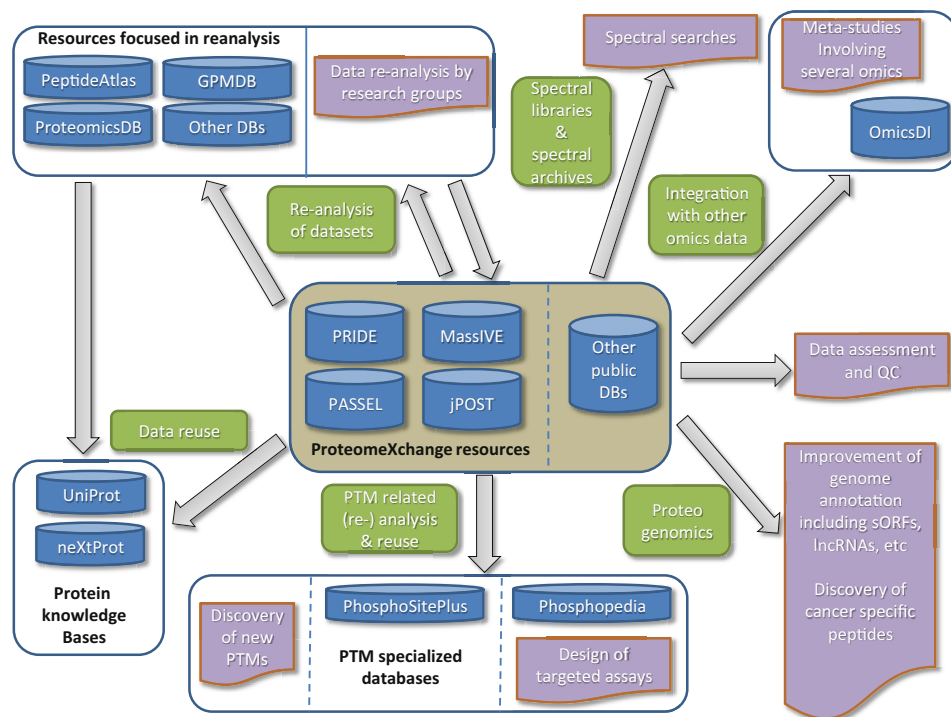 Resources focused in reanalysis
PeptideAtlas
GPMDB
ProteomicsDB
Other DBs
Data re-analysis by
research groups
Spectral searches
Meta-studies
Involving
several omics
OmicsDI
Spectral
libraries
&
spectral
archives
Re-analysis
of datasets
Integration
with other
omics data
PRIDE
MassIVE
PASSEL
jPOST
Other
public
DBs
ProteomeXchange resources
Data assessment
and QC
Data reuse
UniProt
neXtProt
Protein
knowledge
Bases
PTM related
(re-) analysis
& reuse
Proteo
genomics
Improvement of
genome
annotation
including sORFs,
lncRNAs, etc
Discovery of
cancer specific
peptides
Discovery
of new
PTMs
PhosphoSitePlus
PTM specialized
databases
Phosphopedia
Design of
targeted assays